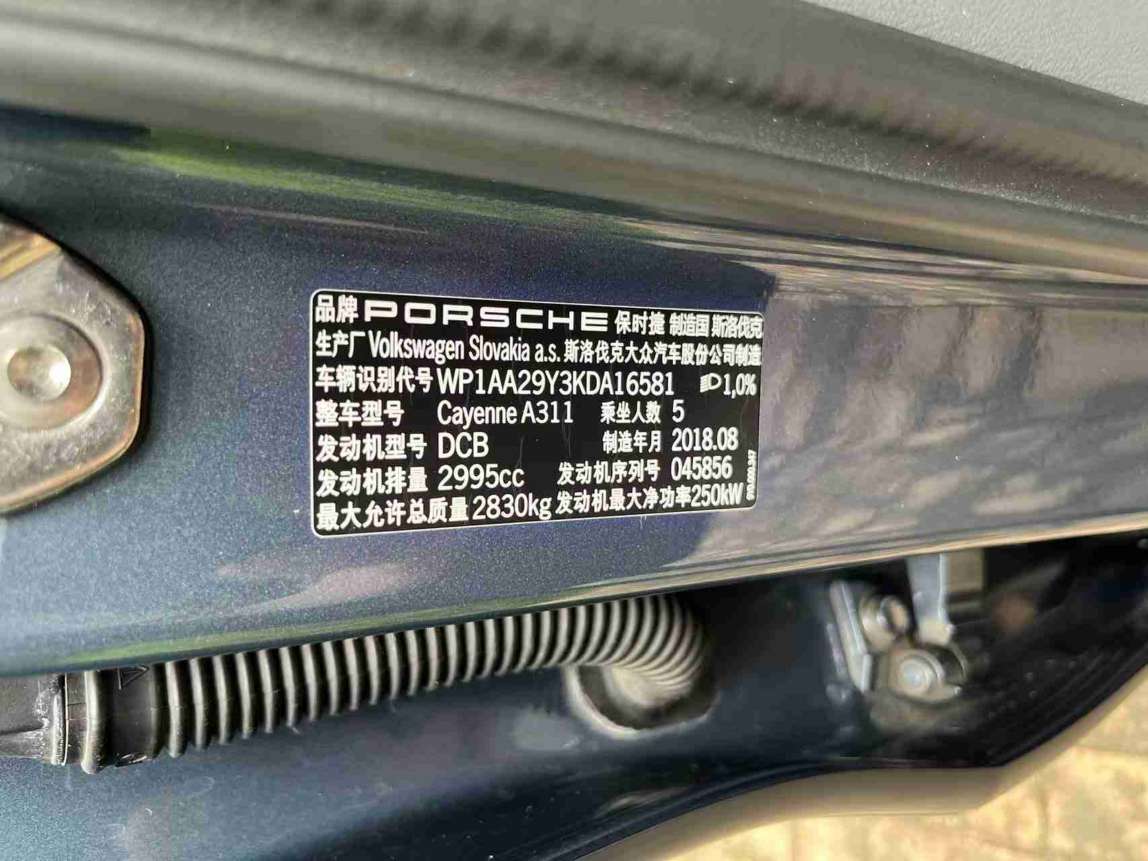 品牌 PORSCHE 保时捷 制造国 斯洛伐克
生产厂 Volkswagen Slovakia a.s. 斯洛伐克大众汽车股份公司制造
车辆识别代号 WP1AA29Y3KDA16581 1,0%
整车型号 Cayenne A311 乘坐人数 5
发动机型号 DCB 制造年月 2018.08
发动机排量 2995cc 发动机序列号 045856
最大允许总质量 2830kg 发动机最大净功率 250kW